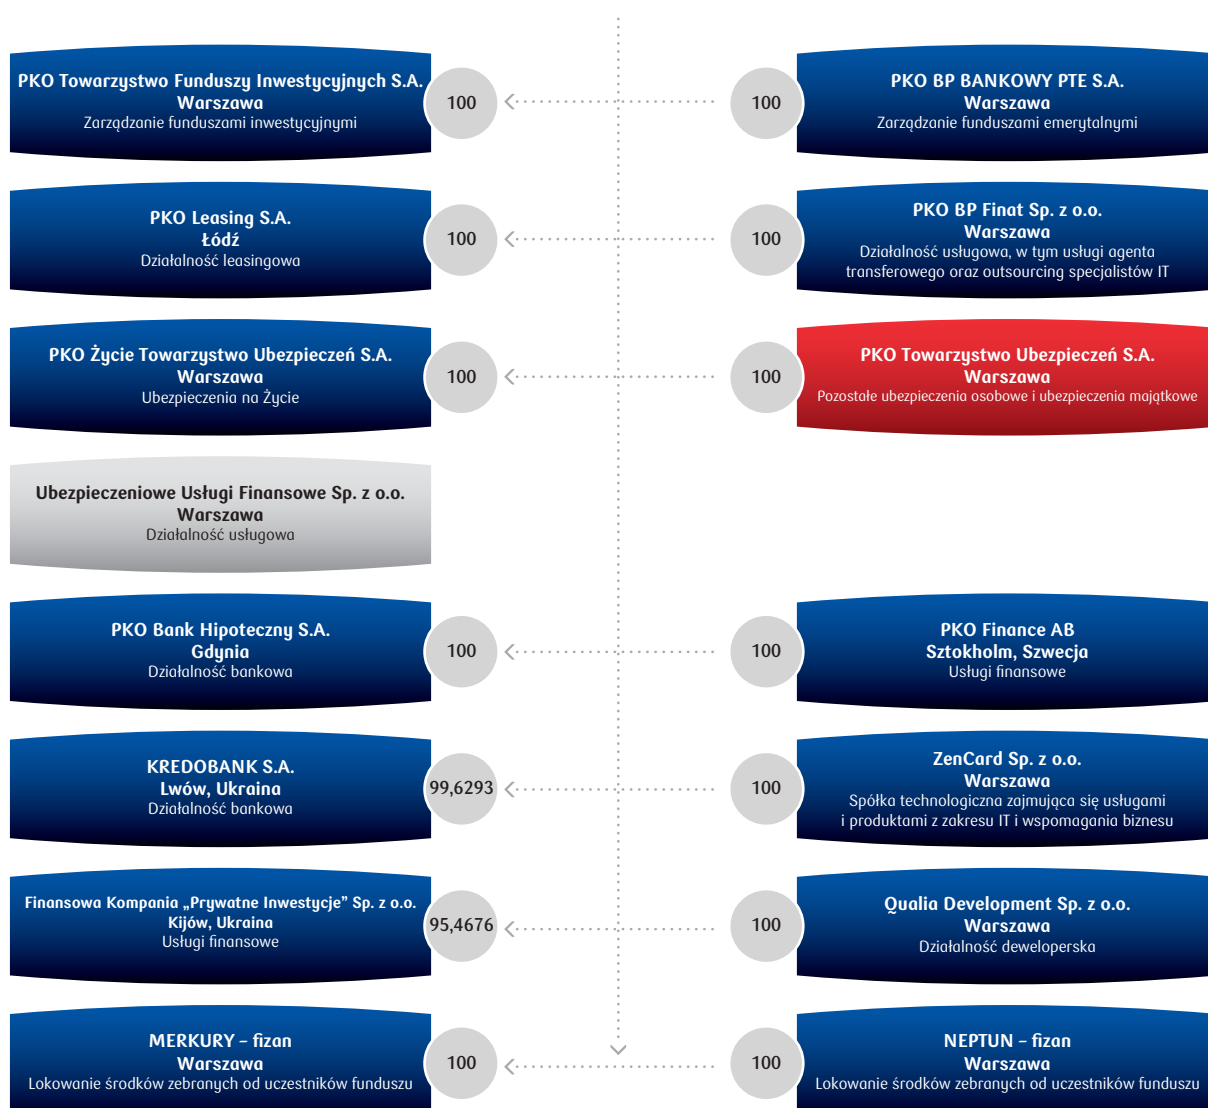 PKO Towarzystwo Funduszy Inwestycyjnych S.A.
Warszawa
Zarządzanie funduszami inwestycyjnymi
100
100
PKO BP BANKOWY PTE S.A.
Warszawa
Zarządzanie funduszami emerytalnymi
PKO Leasing S.A.
Łódź
Działalność leasingowa
100
100
PKO BP Finat Sp. z o.o.
Warszawa
Działalność usługowa, w tym usługi agenta
transferowego oraz outsourcing specjalistów IT
PKO Życie Towarzystwo Ubezpieczeń S.A.
Warszawa
Ubezpieczenia na Życie
100
100
PKO Towarzystwo Ubezpieczeń S.A.
Warszawa
Pozostałe ubezpieczenia osobowe i ubezpieczenia majątkowe
Ubezpieczeniowe Usługi Finansowe Sp. z o.o.
Warszawa
Działalność usługowa
PKO Bank Hipoteczny S.A.
Gdynia
Działalność bankowa
100
100
PKO Finance AB
Sztokholm, Szwecja
Usługi finansowe
KREDOBANK S.A.
Lwów, Ukraina
Działalność bankowa
99,6293
100
ZenCard Sp. z o.o.
Warszawa
Spółka technologiczna zajmująca się usługami
i produktami z zakresu IT i wspomagania biznesu
Finansowa Kompania „Prywatne Inwestycje” Sp. z o.o.
Kijów, Ukraina
Usługi finansowe
95,4676
100
Qualia Development Sp. z o.o.
Warszawa
Działalność deweloperska
MERKURY – fizan
Warszawa
Lokowanie środków zebranych od uczestników funduszu
100
100
NEPTUN – fizan
Warszawa
Lokowanie środków zebranych od uczestników funduszu